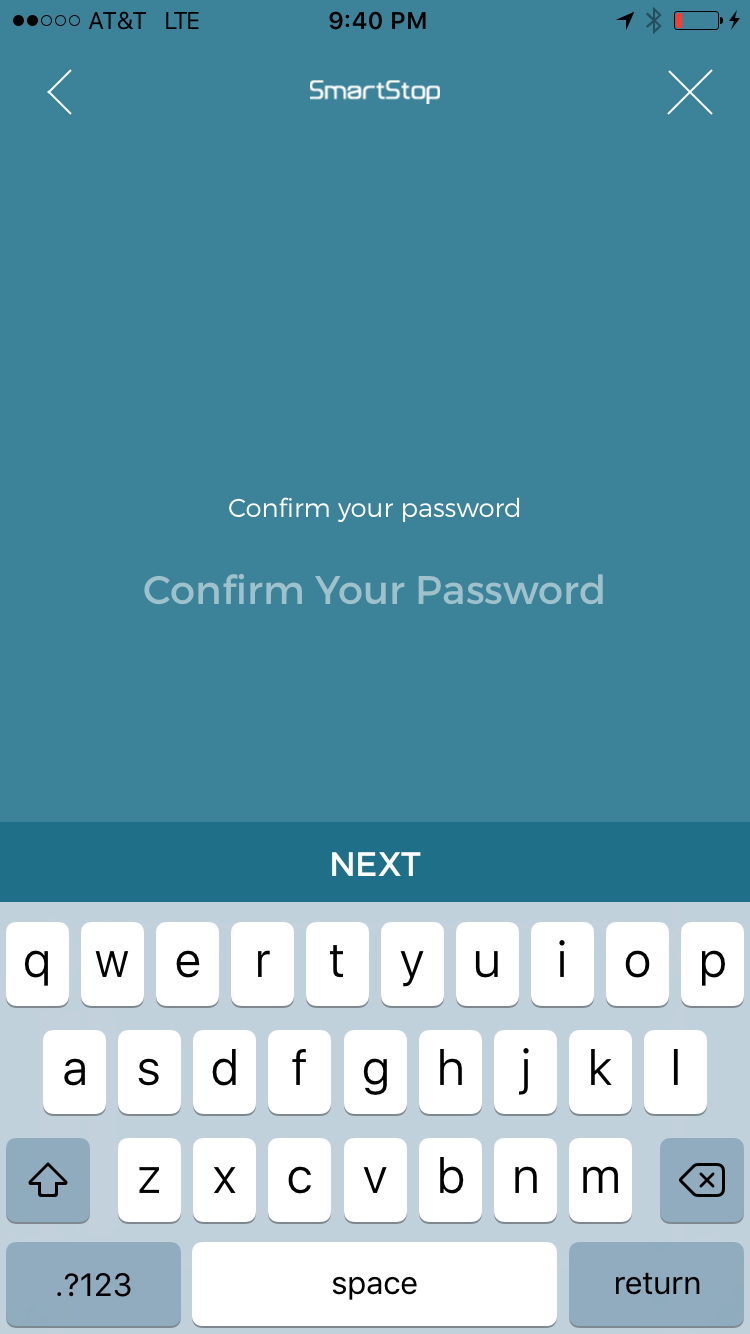 AT&T LTE 9:40 PM
SmartStop
Confirm your password
Confirm Your Password
NEXT
q w e r t y u i o p
a s d f g h j k l
z x c v b n m
.?123 space return